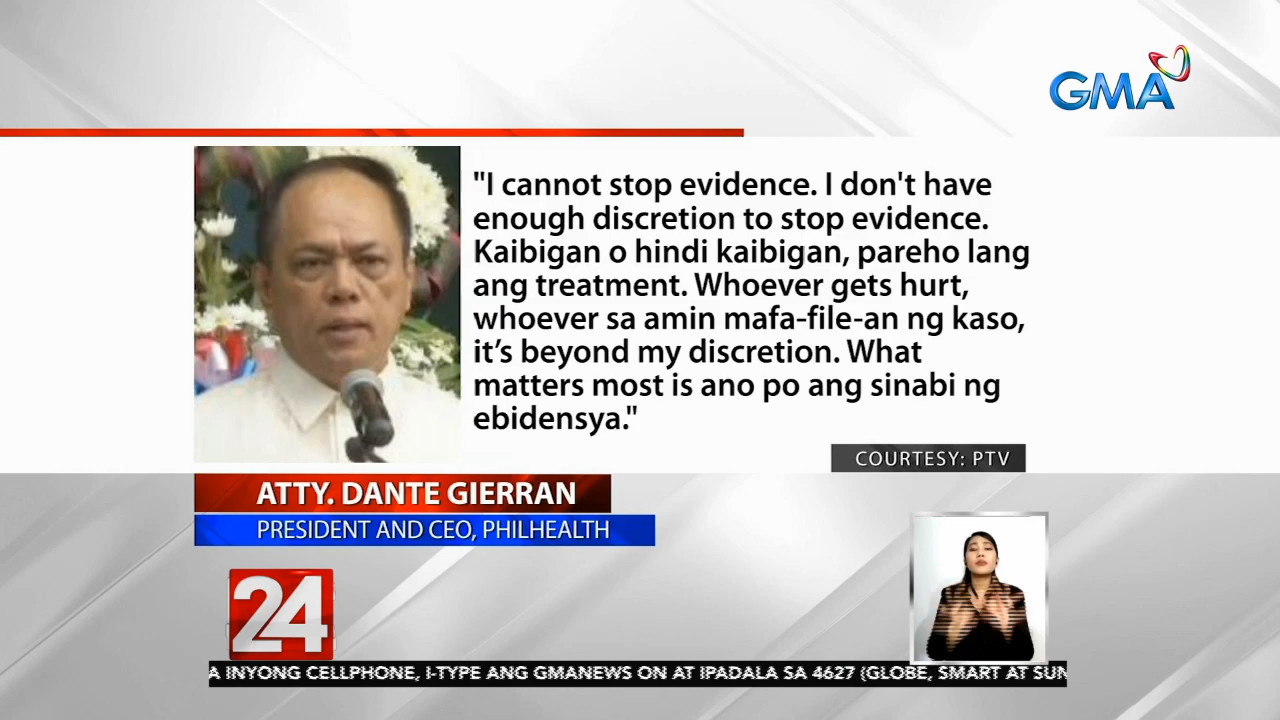 GMA
"I cannot stop evidence. I don't have
enough discretion to stop evidence.
Kaibigan o hindi kaibigan, pareho lang
ang treatment. Whoever gets hurt,
whoever sa amin mafa-file-an ng kaso,
it’s beyond my discretion. What
matters most is ano po ang sinabi ng
ebidensya."
COURTESY: PTV
ATTY. DANTE GIERRAN
PRESIDENT AND CEO, PHILHEALTH
24
A INYONG CELLPHONE, I-TYPE ANG GMANEWS ON AT IPADALA SA 4627 (GLOBE, SMART AT SUN